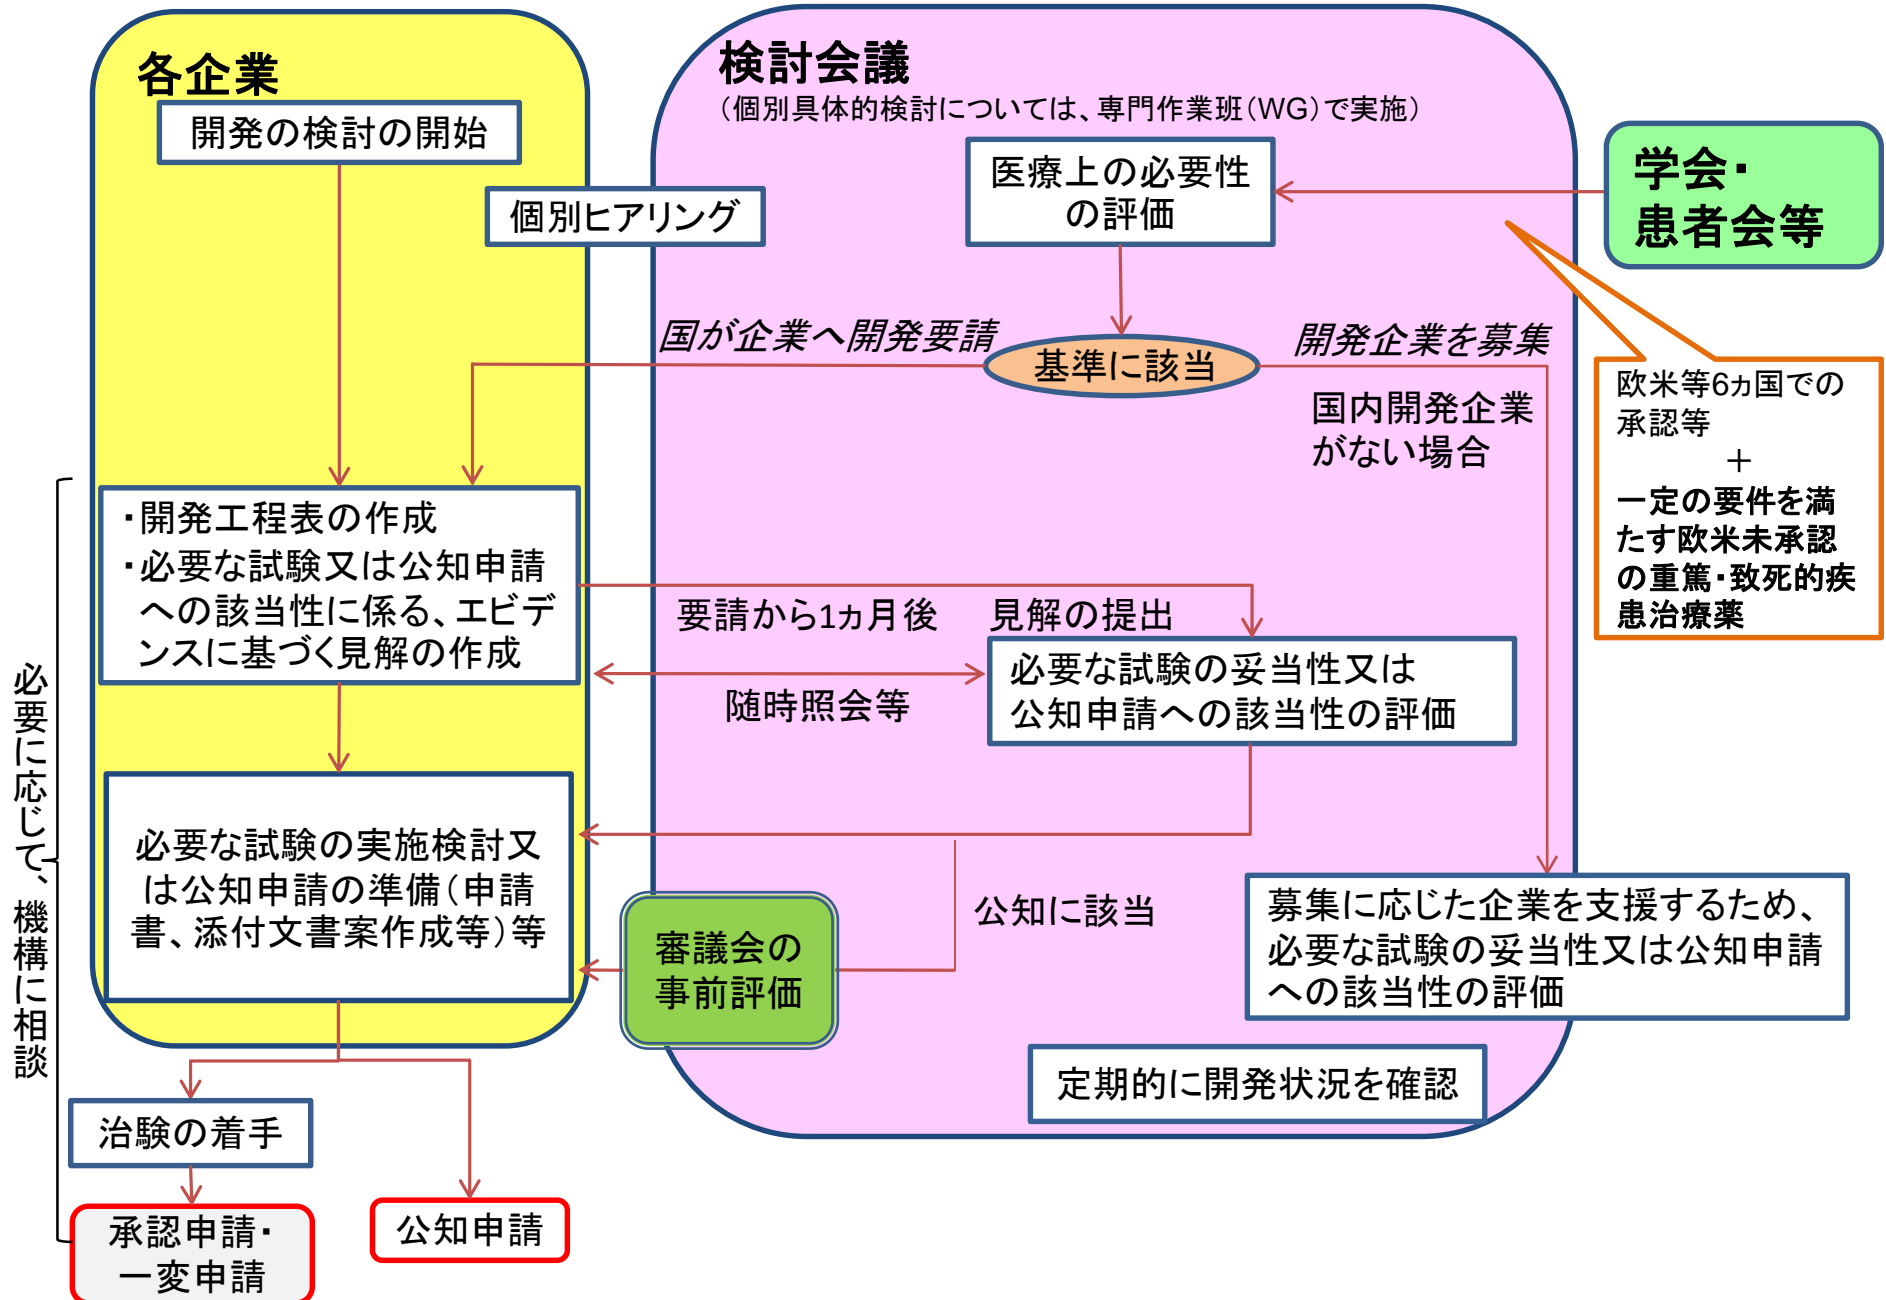 各企業
開発の検討の開始
個別ヒアリング
検討会議
（個別具体的検討については、専門作業班（WG）で実施）
医療上の必要性
の評価
学会・
患者会等
国が企業へ開発要請
基準に該当
開発企業を募集
国内開発企業
がない場合
欧米等6ヵ国での
承認等
＋
一定の要件を満
たす欧米未承認
の重篤・致死的疾
患治療薬
・開発工程表の作成
・必要な試験又は公知申請
への該当性に係る、エビデ
ンスに基づく見解の作成
要請から1ヵ月後
見解の提出
随時照会等
必要な試験の妥当性又は
公知申請への該当性の評価
必要に応じて、機構に相談
必要な試験の実施検討又
は公知申請の準備（申請
書、添付文書案作成等）等
公知に該当
審議会の
事前評価
募集に応じた企業を支援するため、
必要な試験の妥当性又は公知申請
への該当性の評価
定期的に開発状況を確認
治験の着手
承認申請・
一変申請
公知申請